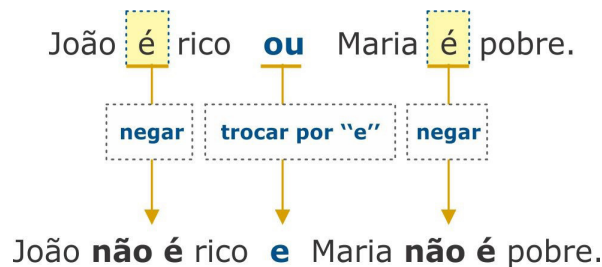 João é rico ou Maria é pobre.
negar trocar por ‘‘e’’ negar
João não é rico e Maria não é pobre.